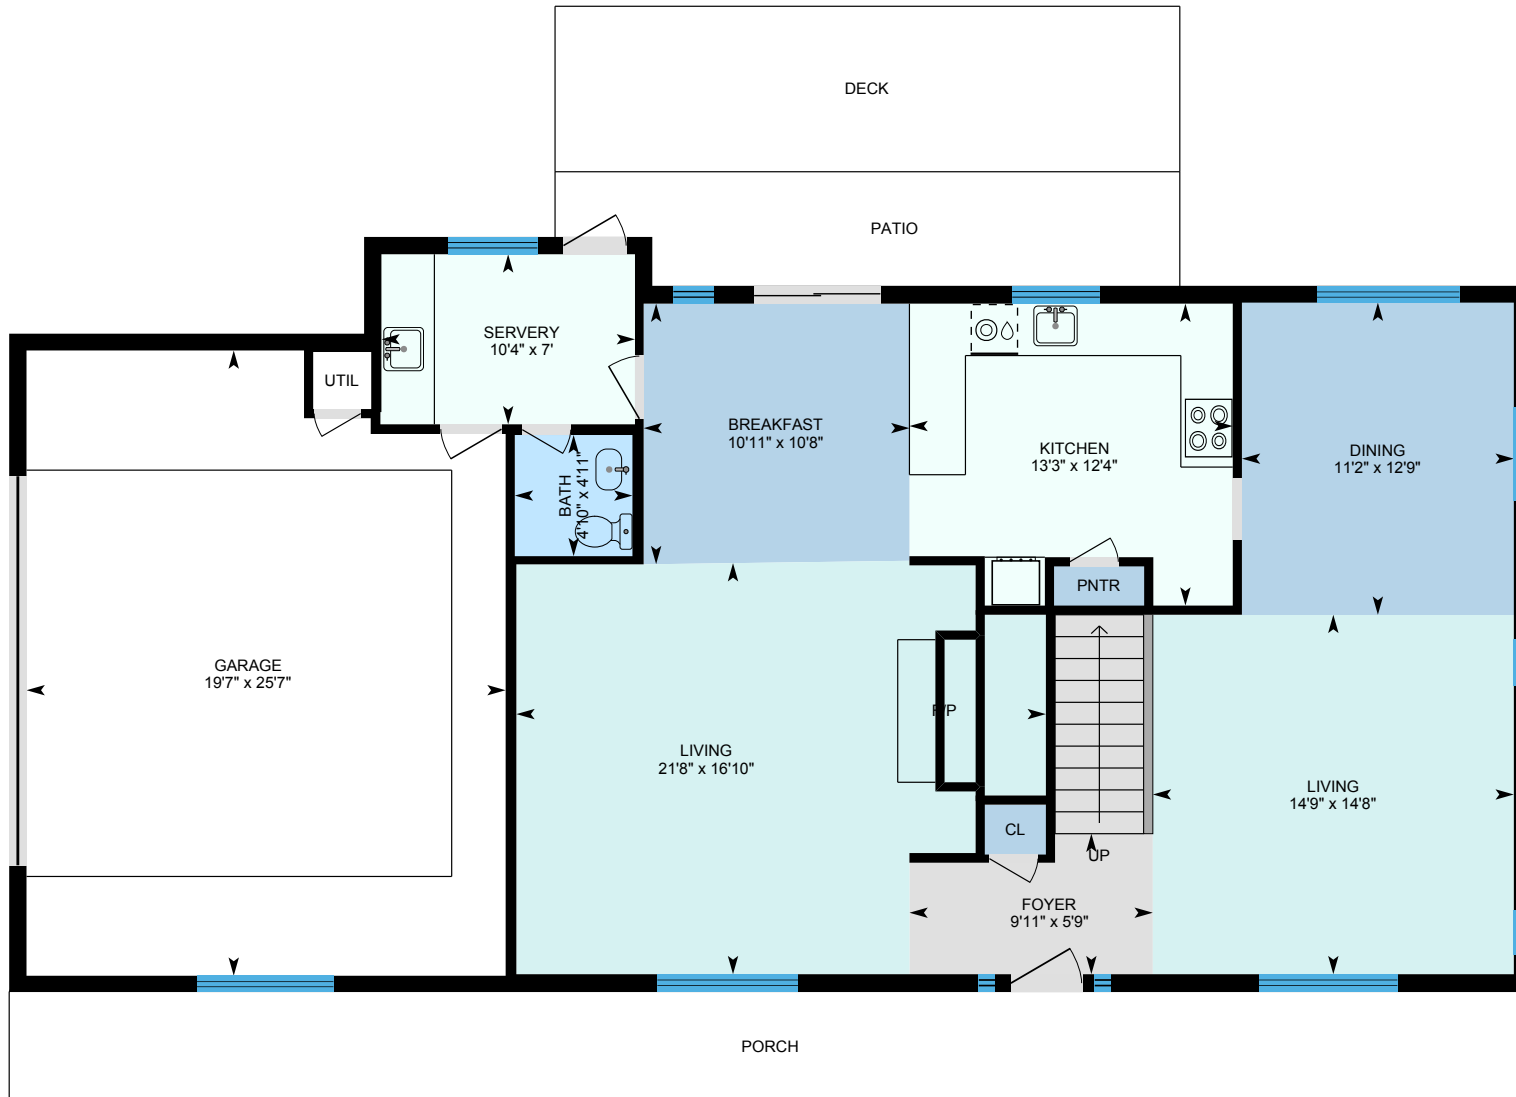 DECK
PATIO
SERVERY
10'4" x 7'
UTIL
BREAKFAST
10'11" x 10'8"
KITCHEN
13'3" x 12'4"
DINING
11'2" x 12'9"
BATH
4'10" x 4'11"
PNTR
GARAGE
19'7" x 25'7"
F/P
LIVING
21'8" x 16'10"
LIVING
14'9" x 14'8"
CL
UP
FOYER
9'11" x 5'9"
PORCH